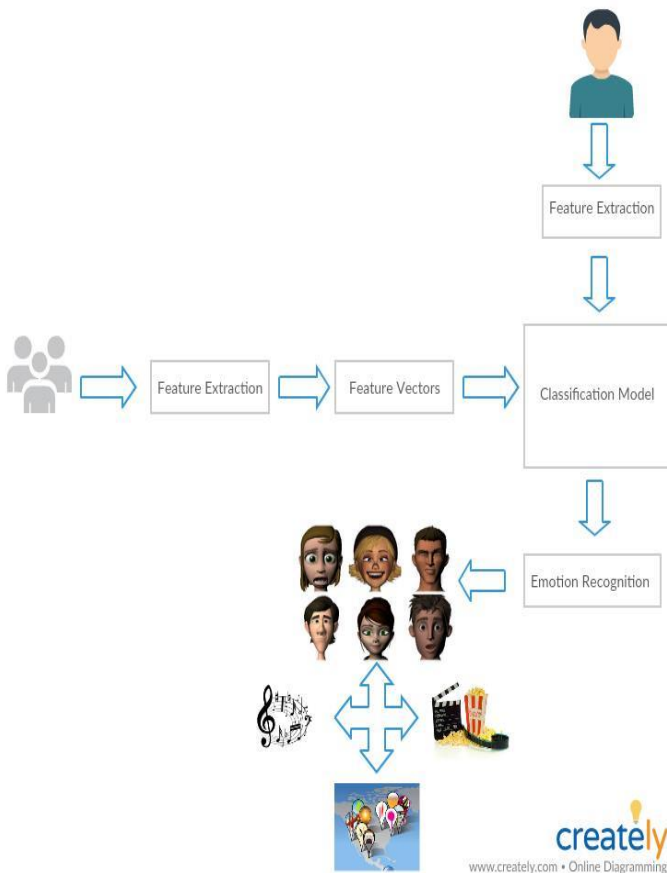 Feature Extraction
Feature Extraction
Feature Vectors
Classification Model
Emotion Recognition
creately
www.creately.com • Online Diagramming